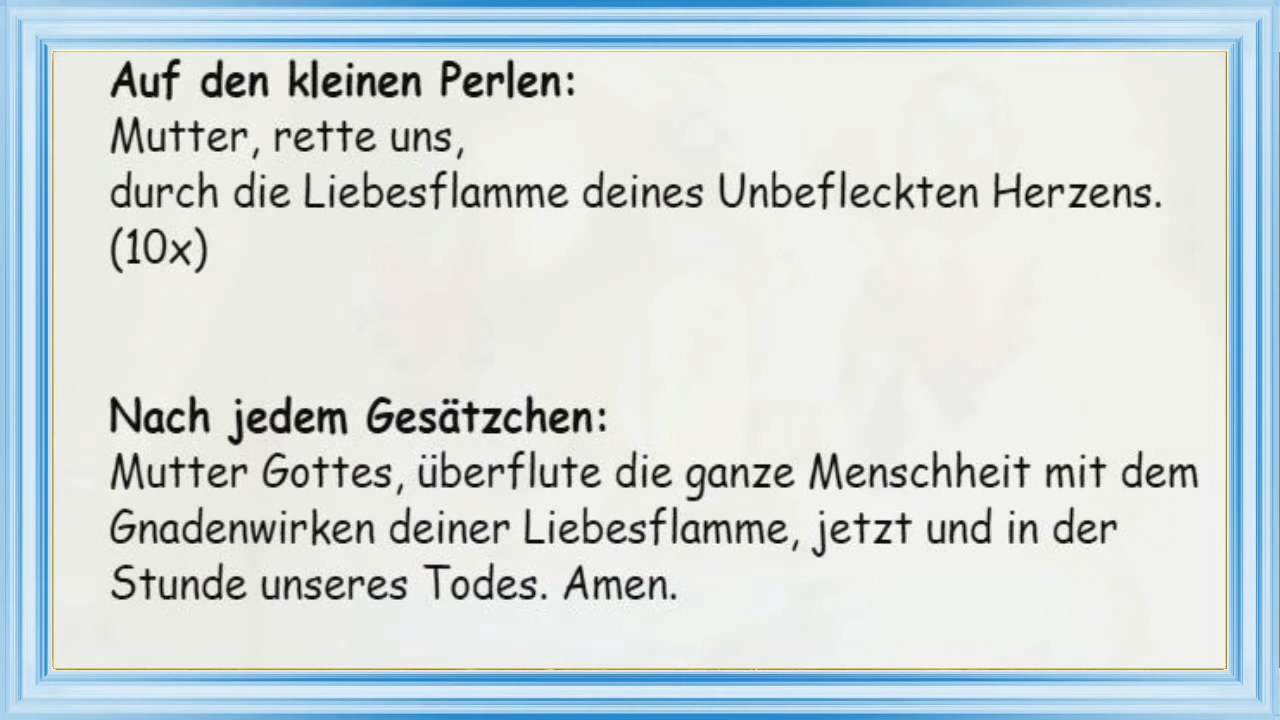 Auf den kleinen Perlen:
Mutter, rette uns,
durch die Liebesflamme deines Unbefleckten Herzens.
(10x)
Nach jedem Gesätzchen:
Mutter Gottes, überflute die ganze Menschheit mit dem
Gnadenwirken deiner Liebesflamme, jetzt und in der
Stunde unseres Todes. Amen.